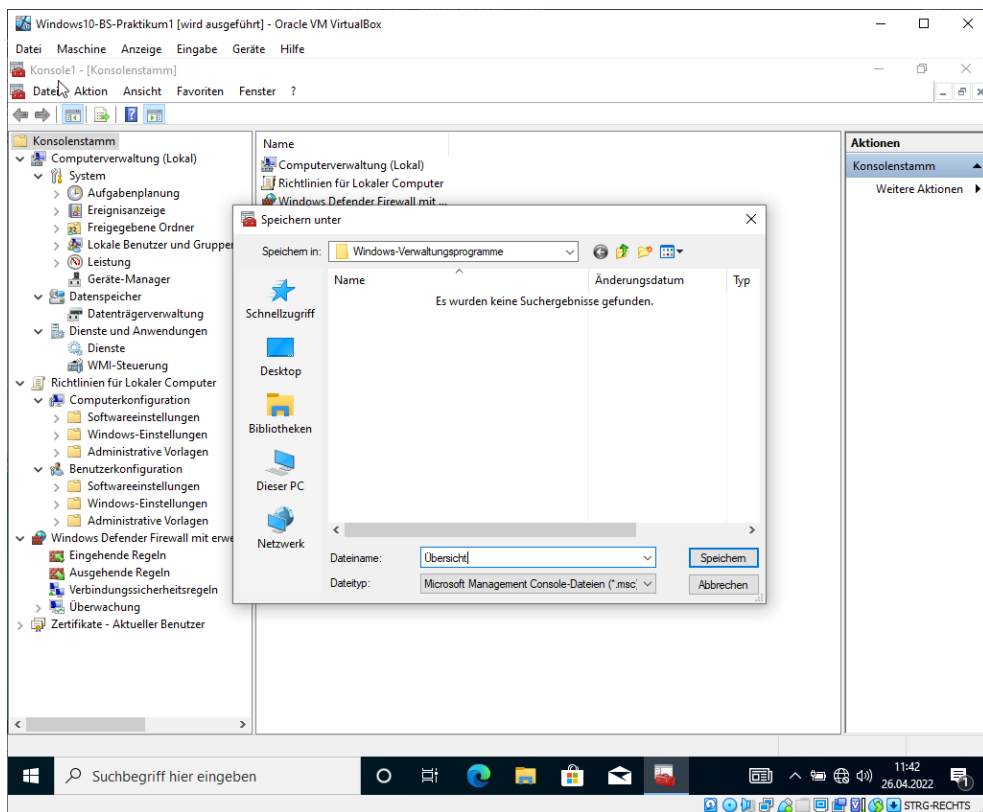 Windows10-BS-Praktikum1 [wird ausgeführt] - Oracle VM VirtualBox
Datei Maschine Anzeige Eingabe Geräte Hilfe
Konsole1 - [Konsolenstamm]
Datei Aktion Ansicht Favoriten Fenster ?
Konsolenstamm
Computerverwaltung (Lokal)
System
Aufgabenplanung
Ereignisanzeige
Freigegebene Ordner
Lokale Benutzer und Gruppen
Leistung
Geräte-Manager
Datenspeicher
Datenträgerverwaltung
Dienste und Anwendungen
Dienste
WMI-Steuerung
Richtlinien für Lokaler Computer
Computerkonfiguration
Softwareeinstellungen
Windows-Einstellungen
Administrative Vorlagen
Benutzerkonfiguration
Softwareeinstellungen
Windows-Einstellungen
Administrative Vorlagen
Windows Defender Firewall mit erwe
Eingehende Regeln
Ausgehende Regeln
Verbindungssicherheitsregeln
Überwachung
Zertifikate - Aktueller Benutzer
Name
Computerverwaltung (Lokal)
Richtlinien für Lokaler Computer
Windows Defender Firewall mit ...
Aktionen
Konsolenstamm
Weitere Aktionen
Speichern unter
Speichern in: Windows-Verwaltungsprogramme
Name Änderungsdatum Typ
Es wurden keine Suchergebnisse gefunden.
Schnellzugriff
Desktop
Bibliotheken
Dieser PC
Netzwerk
Dateiname: Übersicht Speichern
Dateityp: Microsoft Management Console-Dateien (*.msc) Abbrechen
Suchbegriff hier eingeben
11:42
26.04.2022
1
STRG-RECHTS